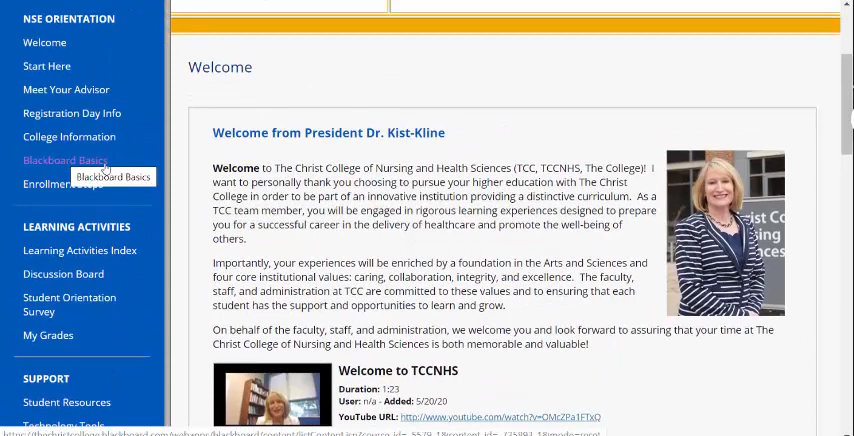 NSE ORIENTATION
Welcome
Start Here
Meet Your Advisor
Registration Day Info
College Information
Blackboard Basics
Blackboard Basics
Enrollment Steps
LEARNING ACTIVITIES
Learning Activities Index
Discussion Board
Student Orientation
Survey
My Grades
SUPPORT
Student Resources
Technology Tools
Welcome
Welcome from President Dr. Kist-Kline
Welcome to The Christ College of Nursing and Health Sciences (TCC, TCCNHS, The College)! I
want to personally thank you choosing to pursue your higher education with The Christ
College in order to be part of an innovative institution providing a distinctive curriculum. As a
TCC team member, you will be engaged in rigorous learning experiences designed to prepare
you for a successful career in the delivery of healthcare and promote the well-being of
others.
Importantly, your experiences will be enriched by a foundation in the Arts and Sciences and
four core institutional values: caring, collaboration, integrity, and excellence. The faculty,
staff, and administration at TCC are committed to these values and to ensuring that each
student has the support and opportunities to learn and grow.
On behalf of the faculty, staff, and administration, we welcome you and look forward to assuring that your time at The
Christ College of Nursing and Health Sciences is both memorable and valuable!
Welcome to TCCNHS
Duration: 1:23
User: n/a - Added: 5/20/20
YouTube URL: http://www.youtube.com/watch?v=OMcZPa1FTxQ